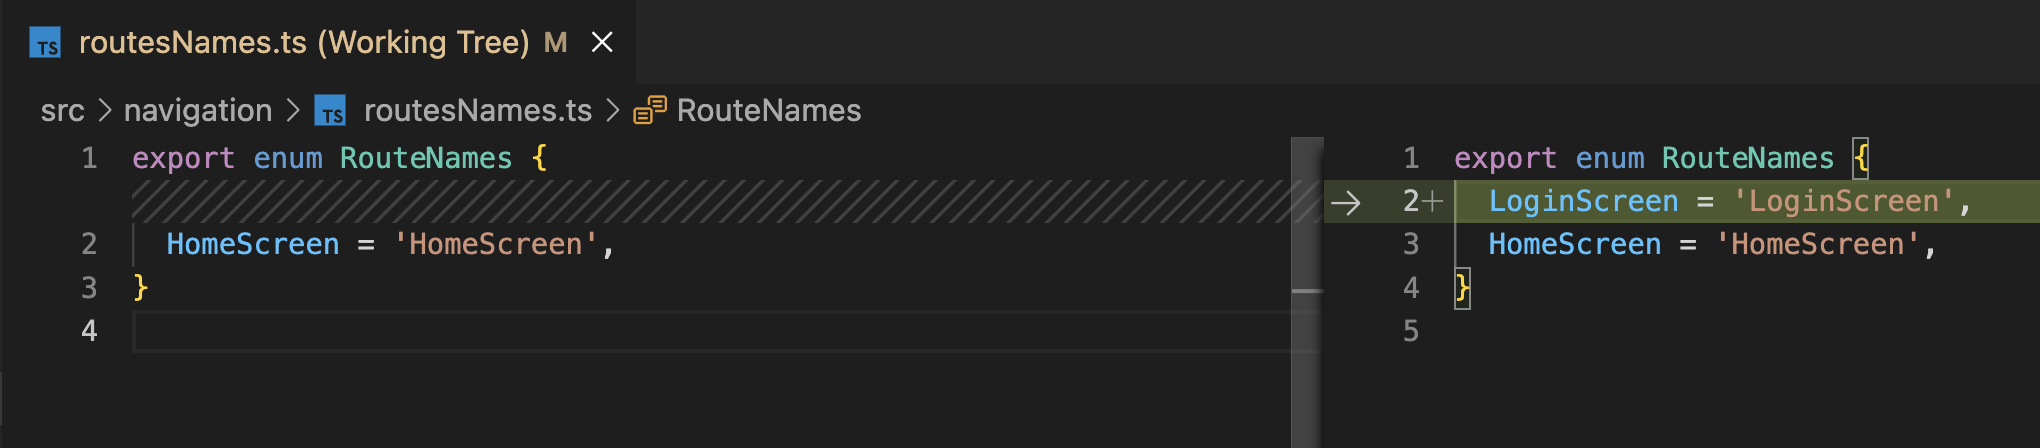 TS routesNames.ts (Working Tree) M ×
src > navigation > TS routesNames.ts > RouteNames
1 export enum RouteNames {
2 HomeScreen = 'HomeScreen',
3 }
4
1 export enum RouteNames {
→ 2+ LoginScreen = 'LoginScreen',
3 HomeScreen = 'HomeScreen',
4 }
5